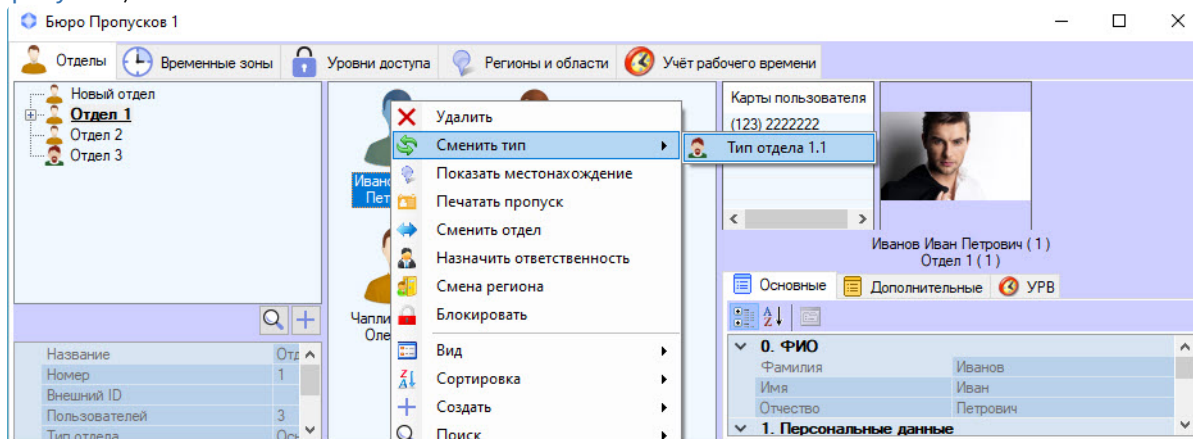 Бюро Пропусков 1
Отделы Временные зоны Уровни доступа Регионы и области Учёт рабочего времени
Новый отдел
Отдел 1
Отдел 2
Отдел 3
Удалить
Сменить тип
Тип отдела 1.1
Показать местонахождение
Печатать пропуск
Сменить отдел
Назначить ответственность
Смена региона
Блокировать
Вид
Сортировка
Создать
Поиск
Карты пользователя
(123) 2222222
Иванов Иван Петрович ( 1 )
Отдел 1 ( 1 )
Основные Дополнительные УРВ
0. ФИО
Фамилия Иванов
Имя Иван
Отчество Петрович
1. Персональные данные
Название
Номер 1
Внешний ID
Пользователей 3
Тип отдела